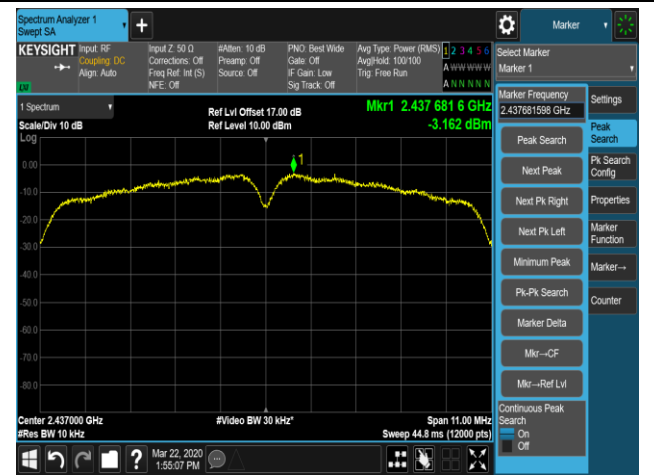 Spectrum Analyzer 1
Swept SA
+
Marker
KEYSIGHT
Input: RF
Coupling: DC
Align: Auto
Input Z: 50 Ω
Corrections: Off
Freq Ref: Int (S)
NFE: Off
#Atten: 10 dB
Preamp: Off
Source: Off
PNO: Best Wide
Gate: Off
IF Gain: Low
Sig Track: Off
Avg Type: Power (RMS)
Avg|Hold: 100/100
Trig: Free Run
1 2 3 4 5 6
A W W W W W
A N N N N N
Select Marker
Marker 1
1 Spectrum
Scale/Div 10 dB
Log
Ref Lvl Offset 17.00 dB
Ref Level 10.00 dBm
Mkr1 2.437 681 6 GHz
-3.162 dBm
1
0.00
-10.0
-20.0
-30.0
-40.0
-50.0
-60.0
-70.0
-80.0
Center 2.437000 GHz
#Res BW 10 kHz
#Video BW 30 kHz*
Span 11.00 MHz
Sweep 44.8 ms (12000 pts)
Marker Frequency
2.437681598 GHz
Peak Search
Next Peak
Next Pk Right
Next Pk Left
Minimum Peak
Pk-Pk Search
Marker Delta
Mkr→CF
Mkr→Ref Lvl
Continuous Peak
Search
On
Off
Settings
Peak
Search
Pk Search
Config
Properties
Marker
Function
Marker→
Counter
?
Mar 22, 2020
1:55:07 PM